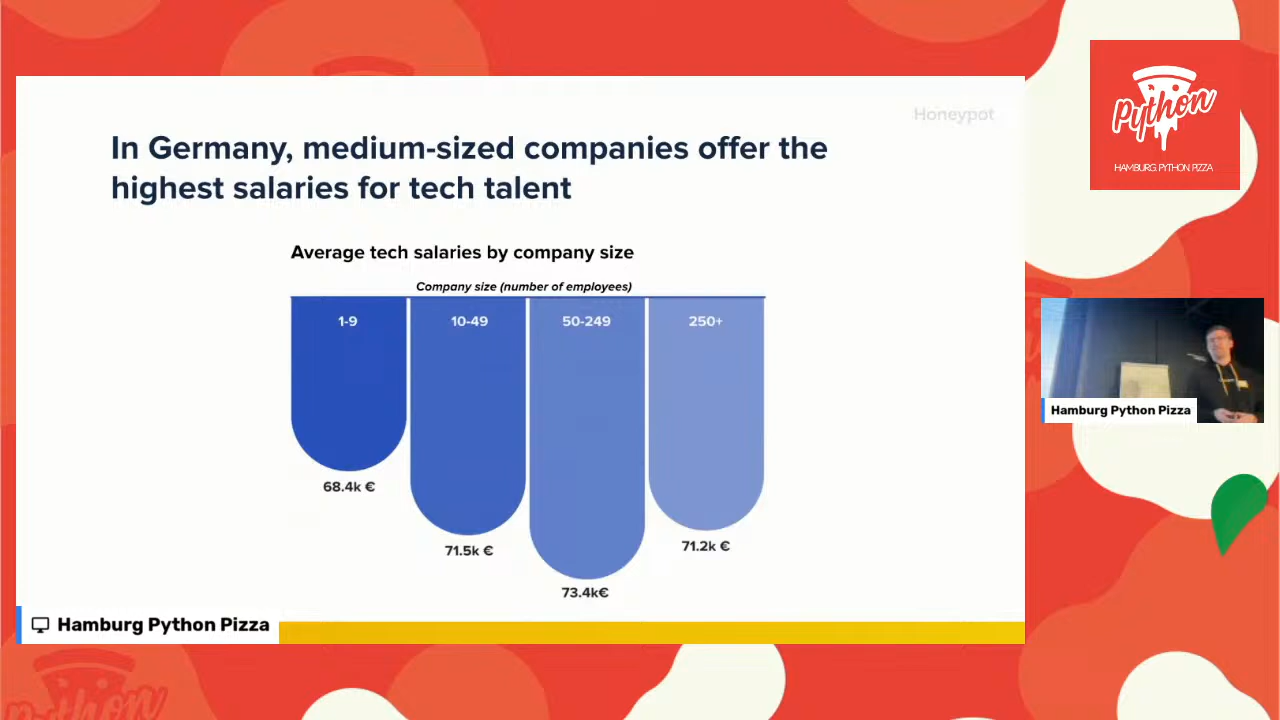 Honeypot
In Germany, medium-sized companies offer the
highest salaries for tech talent
Average tech salaries by company size
Company size (number of employees)
1-9
10-49
50-249
250+
68.4k €
71.5k €
73.4k€
71.2k €
Hamburg Python Pizza
Python
HAMBURG PYTHON PIZZA
Hamburg Python Pizza
Python